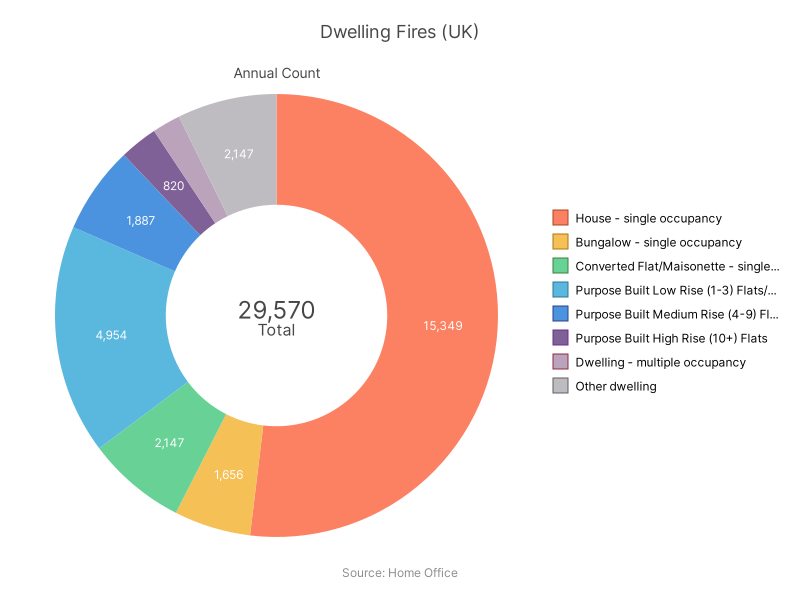 Dwelling Fires (UK)
Annual Count
2,147
820
1,887
4,954
2,147
1,656
15,349
29,570
Total
House - single occupancy
Bungalow - single occupancy
Converted Flat/Maisonette - single...
Purpose Built Low Rise (1-3) Flats/...
Purpose Built Medium Rise (4-9) Fl...
Purpose Built High Rise (10+) Flats
Dwelling - multiple occupancy
Other dwelling
Source: Home Office